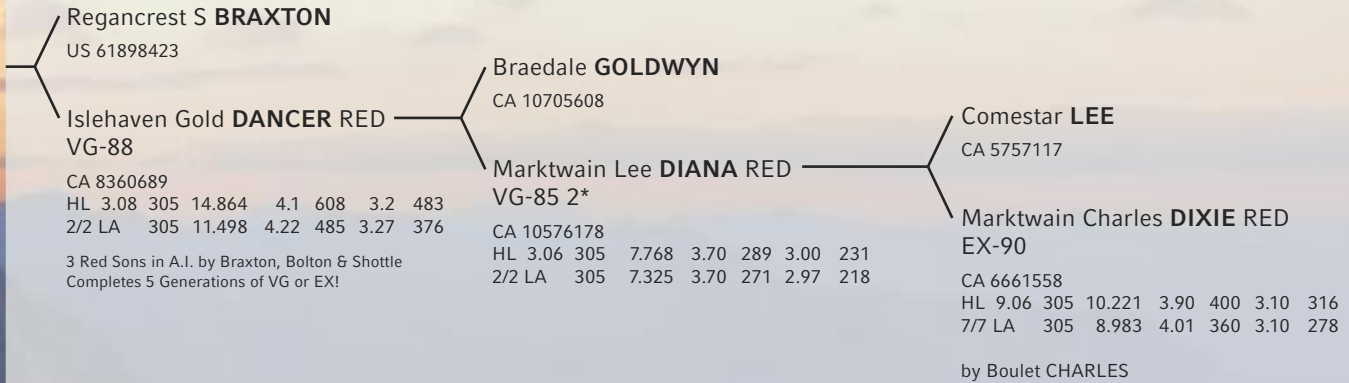 Regancrest S BRAXTON
US 61898423
Islehaven Gold DANCER RED
VG-88
CA 8360689
HL 3.08 305 14.864 4.1 608 3.2 483
2/2 LA 305 11.498 4.22 485 3.27 376
3 Red Sons in A.I. by Braxton, Bolton & Shottle
Completes 5 Generations of VG or EX!
Braedale GOLDWYN
CA 10705608
Marktwain Lee DIANA RED
VG-85 2*
CA 10576178
HL 3.06 305 7.768 3.70 289 3.00 231
2/2 LA 305 7.325 3.70 271 2.97 218
Comestar LEE
CA 5757117
Marktwain Charles DIXIE RED
EX-90
CA 6661558
HL 9.06 305 10.221 3.90 400 3.10 316
7/7 LA 305 8.983 4.01 360 3.10 278
by Boulet CHARLES